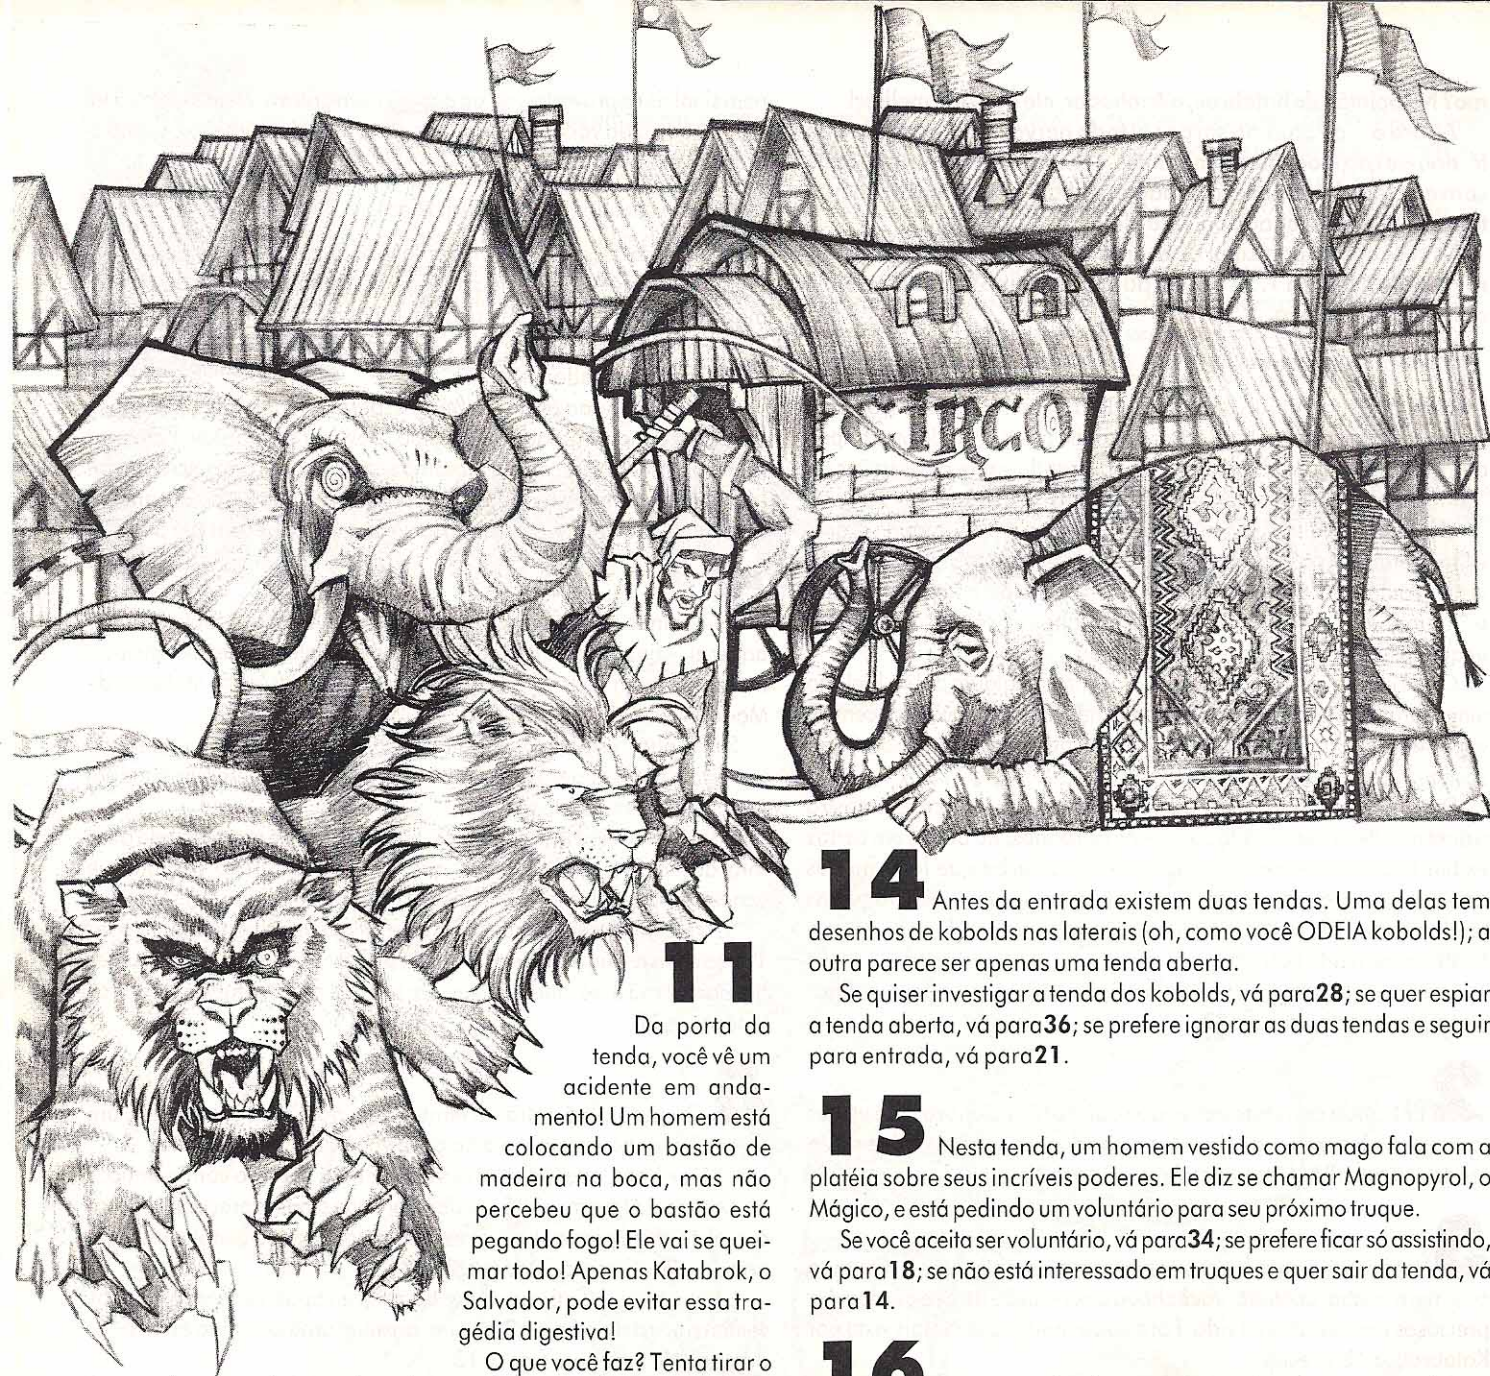 CIRCO
11
Da porta da
tenda, você vê um
acidente em anda-
mento! Um homem está
colocando um bastão de
madeira na boca, mas não
percebeu que o bastão está
pegando fogo! Ele vai se quei-
mar todo! Apenas Katabrok, o
Salvador, pode evitar essa tra-
gédia digestiva!
O que você faz? Tenta tirar o
14 Antes da entrada existem duas tendas. Uma delas tem
desenhos de kobolds nas laterais (oh, como você ODEIA kobolds!); a
outra parece ser apenas uma tenda aberta.
Se quiser investigar a tenda dos kobolds, vá para 28; se quer espiar
a tenda aberta, vá para 36; se prefere ignorar as duas tendas e seguir
para entrada, vá para 21.
15 Nesta tenda, um homem vestido como mago fala com a
platéia sobre seus incríveis poderes. Ele diz se chamar Magnopyrol, o
Mágico, e está pedindo um voluntário para seu próximo truque.
Se você aceita ser voluntário, vá para 34; se prefere ficar só assistindo,
vá para 18; se não está interessado em truques e quer sair da tenda, vá
para 14.
16